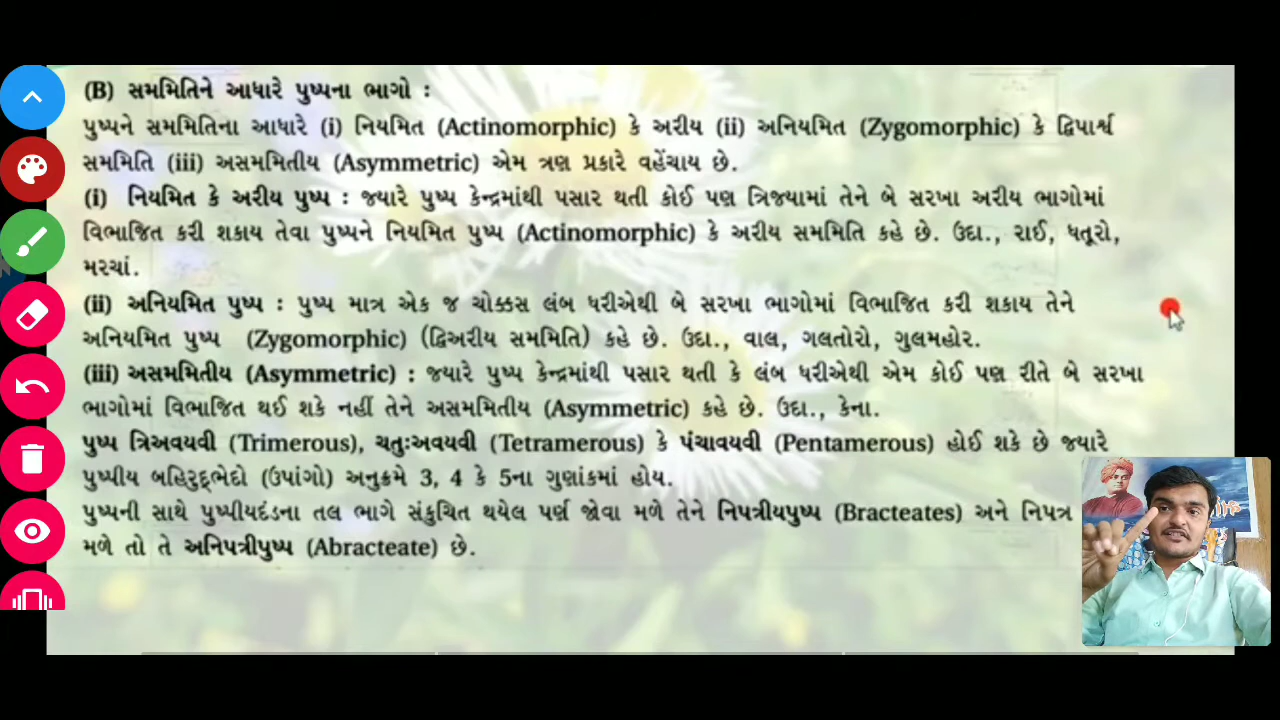 (B) સમમિતિને આધારે પુષ્પના ભાગો :
પુષ્પને સમમિતિના આધારે (i) નિયમિત (Actinomorphic) કે અરીય (ii) અનિયમિત (Zygomorphic) કે દ્વિપાર્શ્વ
સમમિતિ (iii) અસમમિતીય (Asymmetric) એમ ત્રણ પ્રકારે વહેંચાય છે.
(i) નિયમિત કે અરીય પુષ્પ : જ્યારે પુષ્પ કેન્દ્રમાંથી પસાર થતી કોઈ પણ ત્રિજ્યામાં તેને બે સરખા અરીય ભાગોમાં
વિભાજિત કરી શકાય તેવા પુષ્પને નિયમિત પુષ્પ (Actinomorphic) કે અરીય સમમિતિ કહે છે. ઉદા., રાઈ, ધતૂરો,
મરચાં.
(ii) અનિયમિત પુષ્પ : પુષ્પ માત્ર એક જ ચોક્કસ લંબ ધરીએથી બે સરખા ભાગોમાં વિભાજિત કરી શકાય તેને
અનિયમિત પુષ્પ (Zygomorphic) (દ્વિઅરીય સમમિતિ) કહે છે. ઉદા., વાલ, ગલતોરો, ગુલમહોર.
(iii) અસમમિતીય (Asymmetric) : જ્યારે પુષ્પ કેન્દ્રમાંથી પસાર થતી કે લંબ ધરીએથી એમ કોઈ પણ રીતે બે સરખા
ભાગોમાં વિભાજિત થઈ શકે નહીં તેને અસમમિતીય (Asymmetric) કહે છે. ઉદા., કેના.
પુષ્પ ત્રિઅવયવી (Trimerous), ચતુઃઅવયવી (Tetramerous) કે પંચાવયવી (Pentamerous) હોઈ શકે છે જ્યારે
પુષ્પીય બહિરુદ્ભેદો (ઉપાંગો) અનુક્રમે 3, 4 કે 5ના ગુણાંકમાં હોય.
પુષ્પની સાથે પુષ્પીયદંડના તલ ભાગે સંકુચિત થયેલ પર્ણ જોવા મળે તેને નિપત્રીયપુષ્પ (Bracteates) અને નિપત્ર
મળે તો તે અનિપત્રીપુષ્પ (Abracteate) છે.